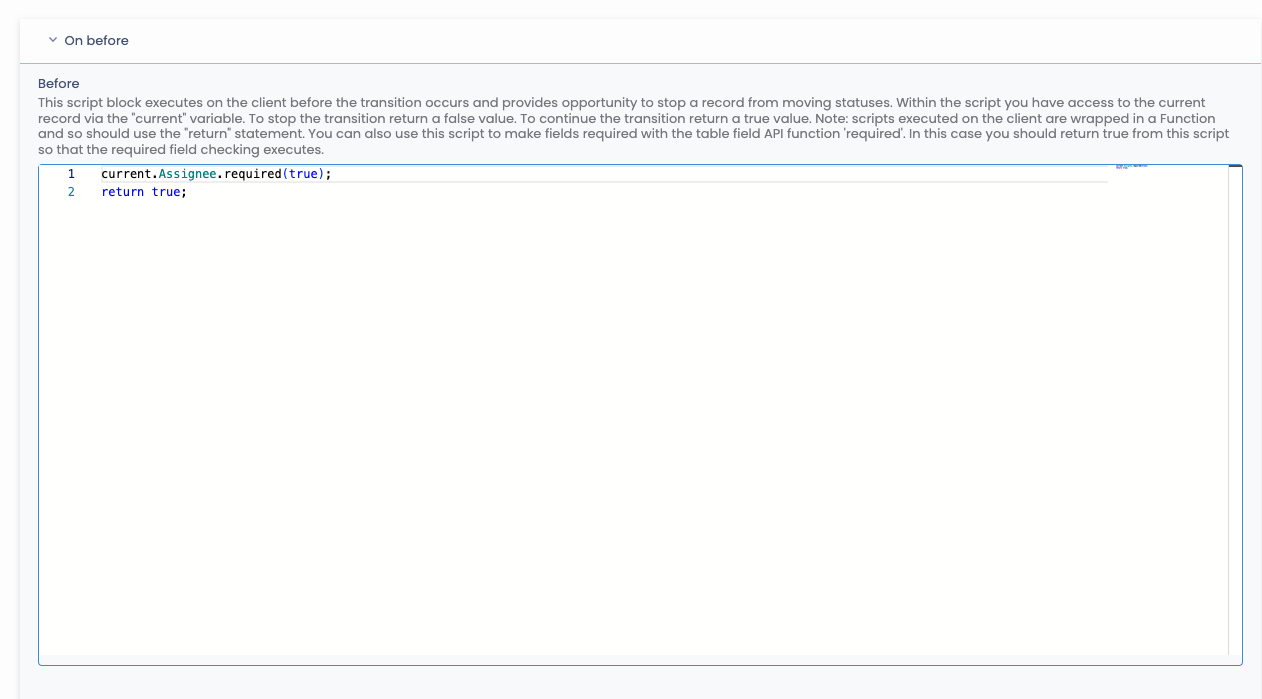 On before
Before
This script block executes on the client before the transition occurs and provides opportunity to stop a record from moving statuses. Within the script you have access to the current
record via the "current" variable. To stop the transition return a false value. To continue the transition return a true value. Note: scripts executed on the client are wrapped in a Function
and so should use the "return" statement. You can also use this script to make fields required with the table field API function 'required'. In this case you should return true from this script
so that the required field checking executes.
1 current.Assignee.required(true);
2 return true;